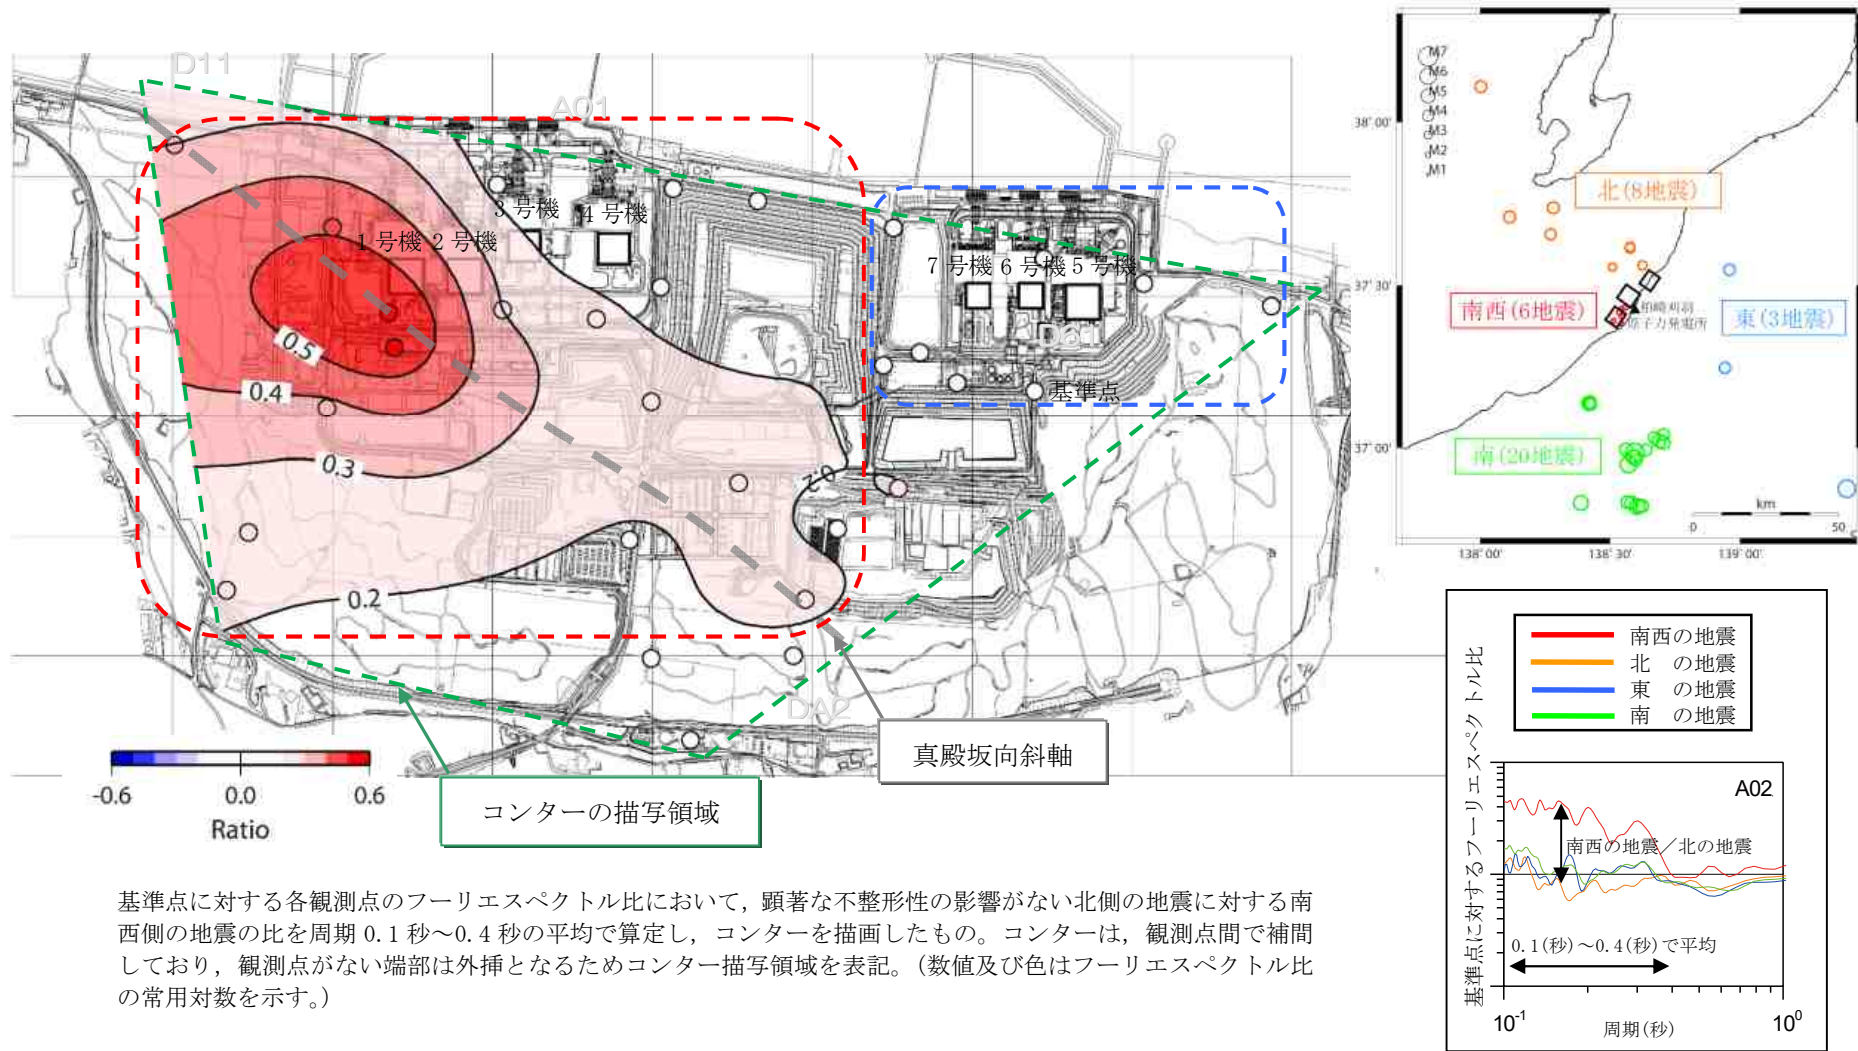 D11
A01
3号機
4号機
1号機 2号機
7号機 6号機 5号機
基準点
0.5
0.4
0.3
0.2
0.2
DA2
真殿坂向斜軸
コンターの描写領域
-0.6 0.0 0.6
Ratio
M7
M6
M5
M4
M3
M2
M1
38°00'
37°30'
37°00'
138°00' 138°30' 139°00'
北(8地震)
南西(6地震)
東(3地震)
南(20地震)
柏崎刈羽
原子力発電所
km
0 50
南西の地震
北 の地震
東 の地震
南 の地震
基準点に対するフーリエスペクトル比
A02
南西の地震／北の地震
0.1(秒)～0.4(秒)で平均
10-1 周期(秒) 100
基準点に対する各観測点のフーリエスペクトル比において，顕著な不整形性の影響がない北側の地震に対する南
西側の地震の比を周期 0.1 秒～0.4 秒の平均で算定し，コンターを描画したもの。コンターは，観測点間で補間
しており，観測点がない端部は外挿となるためコンター描写領域を表記。（数値及び色はフーリエスペクトル比
の常用対数を示す。）